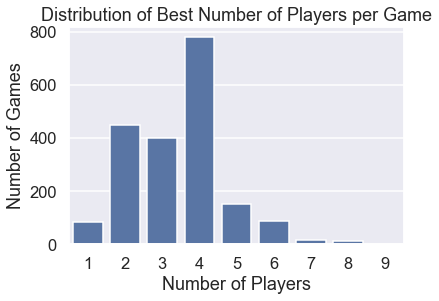 Distribution of Best Number of Players per Game
800
600
400
200
0
Number of Games
1 2 3 4 5 6 7 8 9
Number of Players